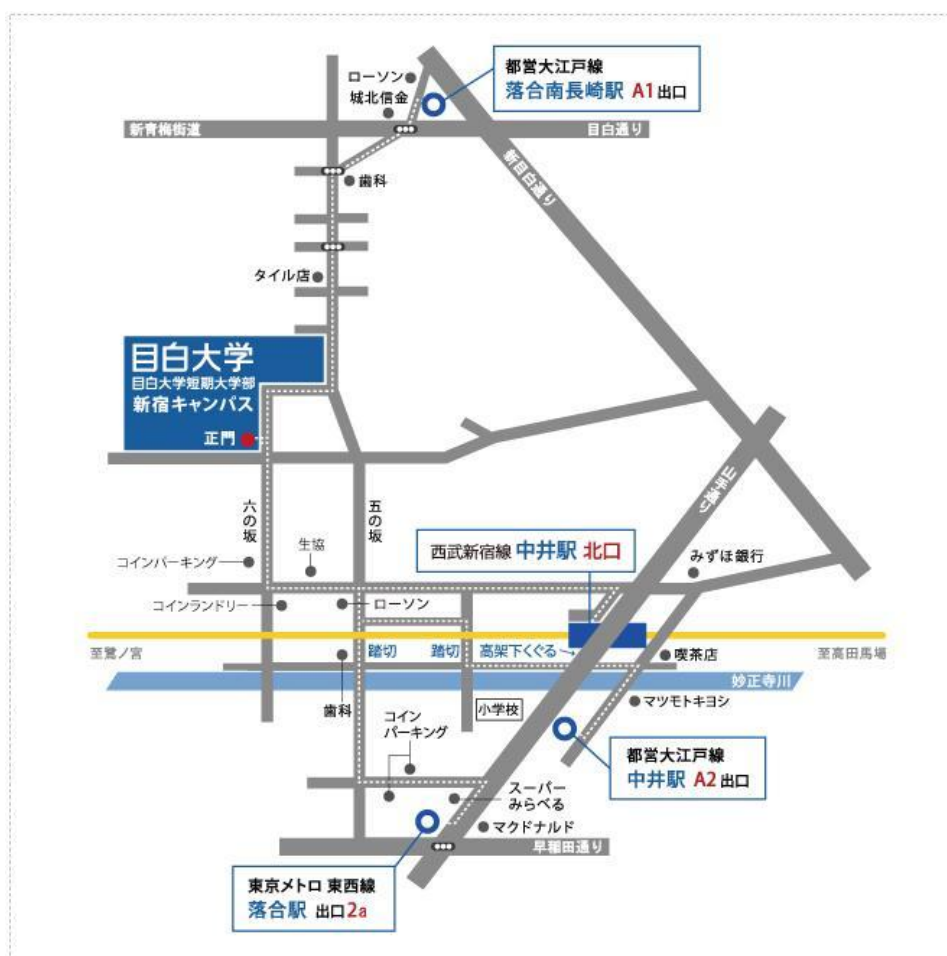 都営大江戸線
落合南長崎駅 A1出口
ローソン
城北信金
新青梅街道
目白通り
新目白通り
歯科
タイル店
目白大学
目白大学短期大学部
新宿キャンパス
正門
山手通り
六の坂
五の坂
西武新宿線 中井駅 北口
みずほ銀行
生協
コインパーキング
コインランドリー
ローソン
至鷺ノ宮
踏切
踏切
高架下くぐる→
喫茶店
至高田馬場
妙正寺川
歯科
小学校
マツモトキヨシ
コイン
パーキング
都営大江戸線
中井駅 A2出口
スーパー
みらべる
マクドナルド
早稲田通り
東京メトロ 東西線
落合駅 出口2a